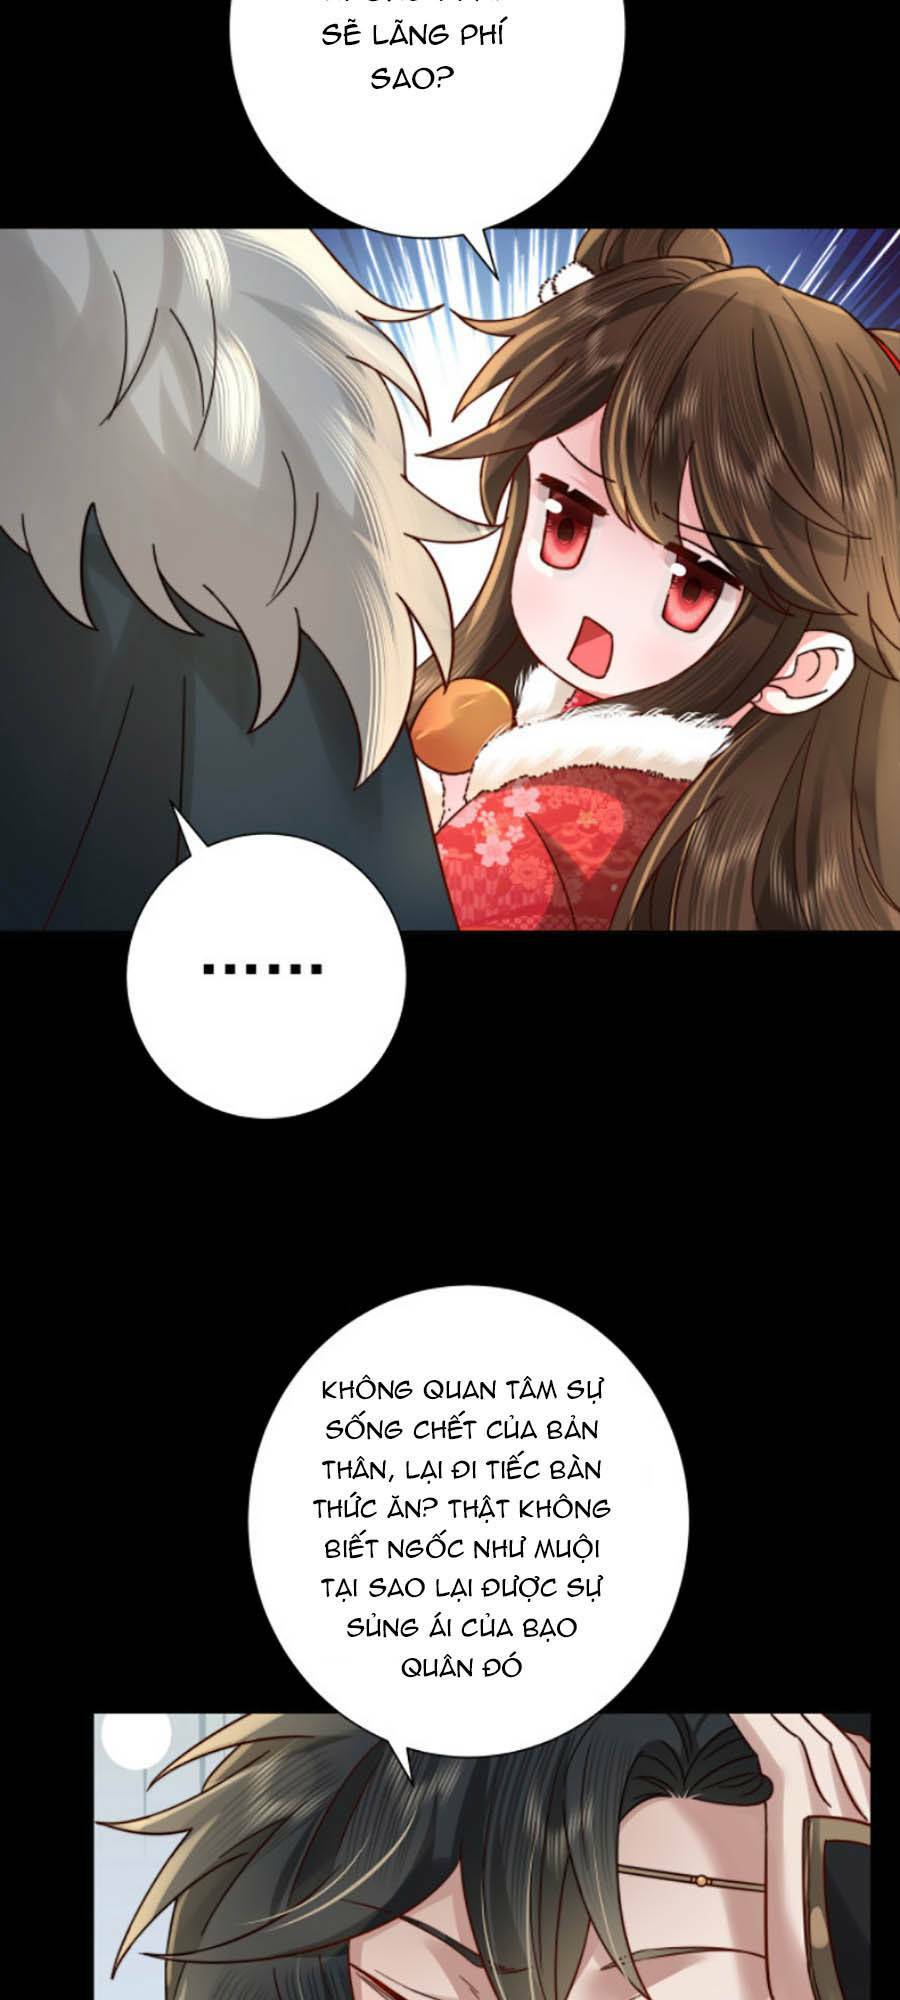 SẼ LÃNG PHÍ
SAO?
......
KHÔNG QUAN TÂM SỰ
SỐNG CHẾT CỦA BẢN
THÂN, LẠI ĐI TIẾC BÀN
THỨC ĂN? THẬT KHÔNG
BIẾT NGỐC NHƯ MUỘI
TẠI SAO LẠI ĐƯỢC SỰ
SỦNG ÁI CỦA BẠO
QUÂN ĐÓ